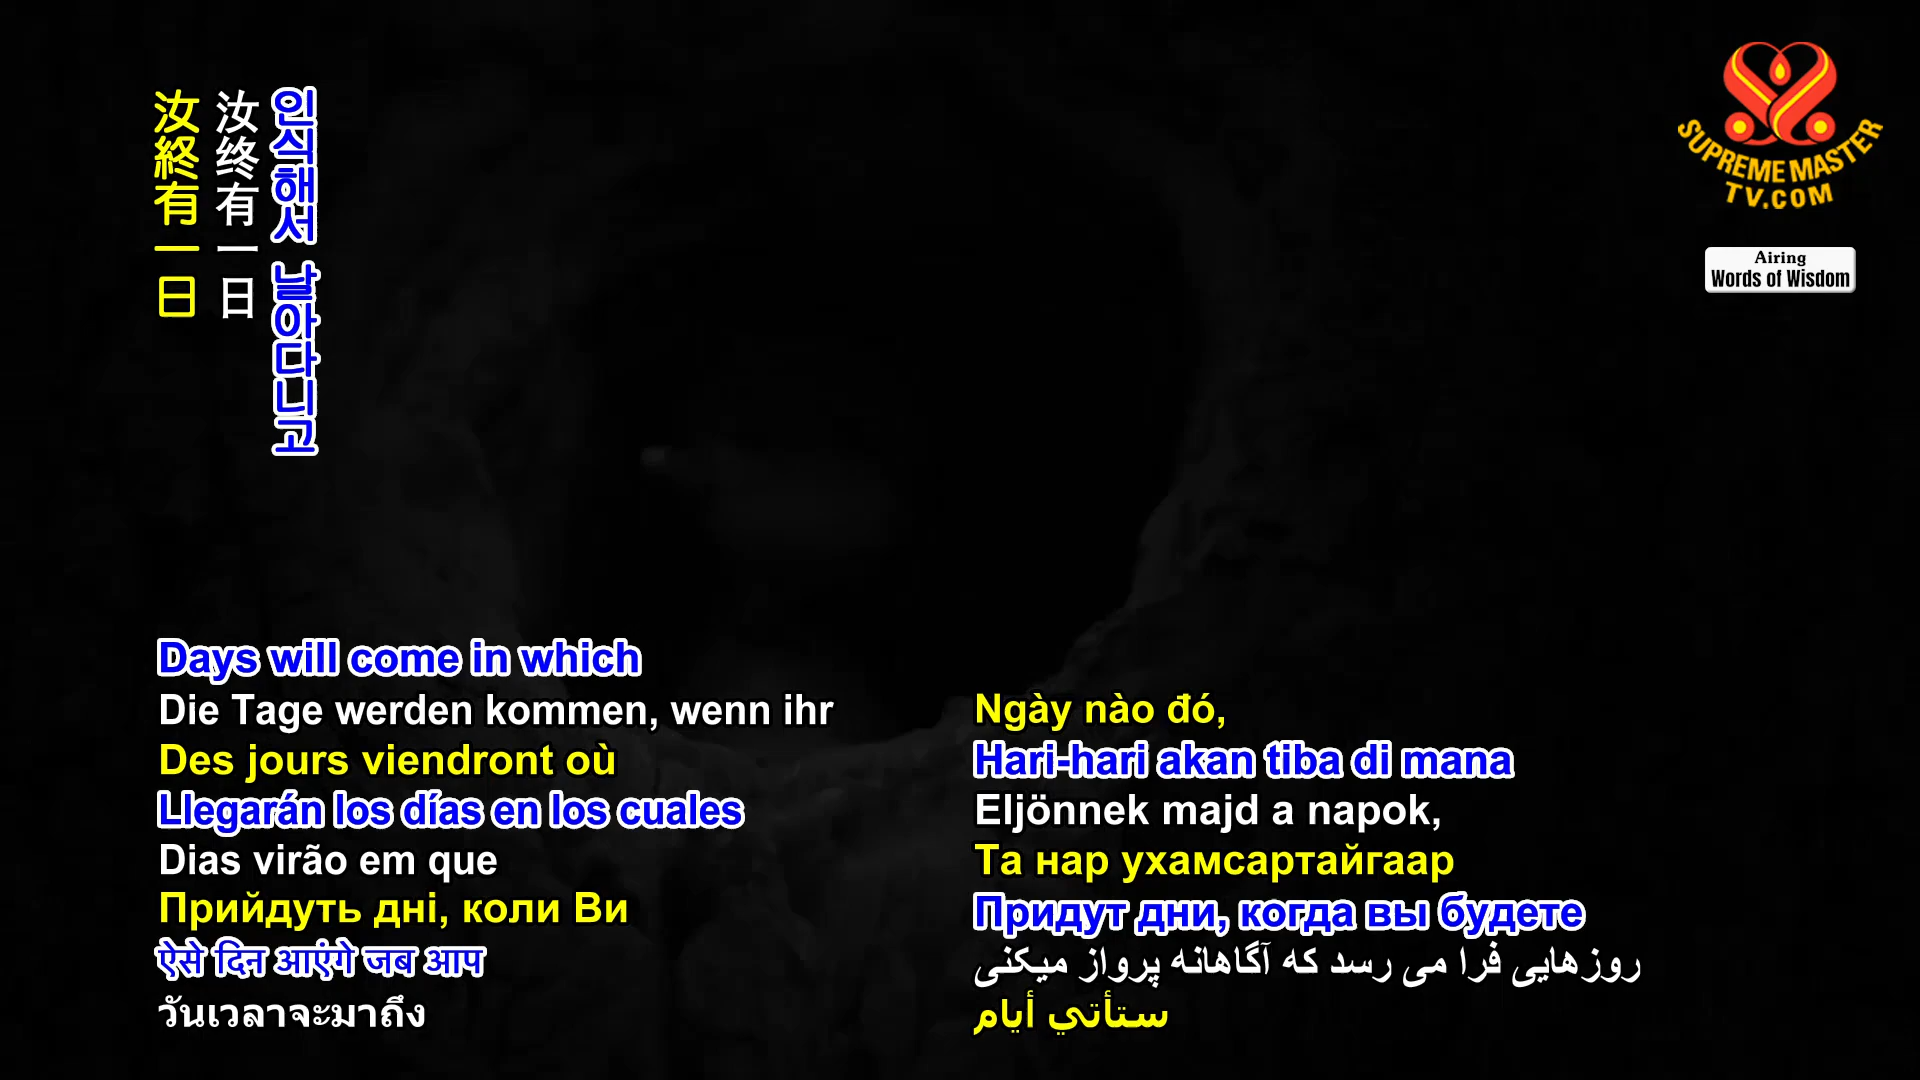 汝終有一日
汝终有一日
인식해서 날아다니고
SUPREME MASTER
TV.COM
Airing
Words of Wisdom
Days will come in which
Die Tage werden kommen, wenn ihr
Des jours viendront où
Llegarán los días en los cuales
Dias virão em que
Прийдуть дні, коли Ви
ऐसे दिन आएंगे जब आप
วันเวลาจะมาถึง
Ngày nào đó,
Hari-hari akan tiba di mana
Eljönnek majd a napok,
Та нар ухамсартайгаар
Придут дни, когда вы будете
روزهایی فرا می رسد که آگاهانه پرواز میکنی
ستأتي أيام